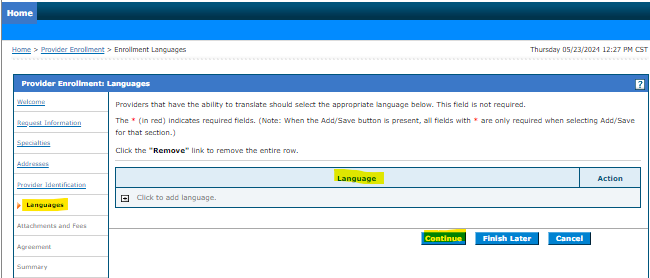 Home
Home > Provider Enrollment > Enrollment Languages
Thursday 05/23/2024 12:27 PM CST
Provider Enrollment: Languages
?
Welcome
Request Information
Specialties
Addresses
Provider Identification
Languages
Attachments and Fees
Agreement
Summary
Providers that have the ability to translate should select the appropriate language below. This field is not required.
The * (in red) indicates required fields. (Note: When the Add/Save button is present, all fields with * are only required when selecting Add/Save
for that section.)
Click the "Remove" link to remove the entire row.
Language Action
+ Click to add language.
Continue Finish Later Cancel